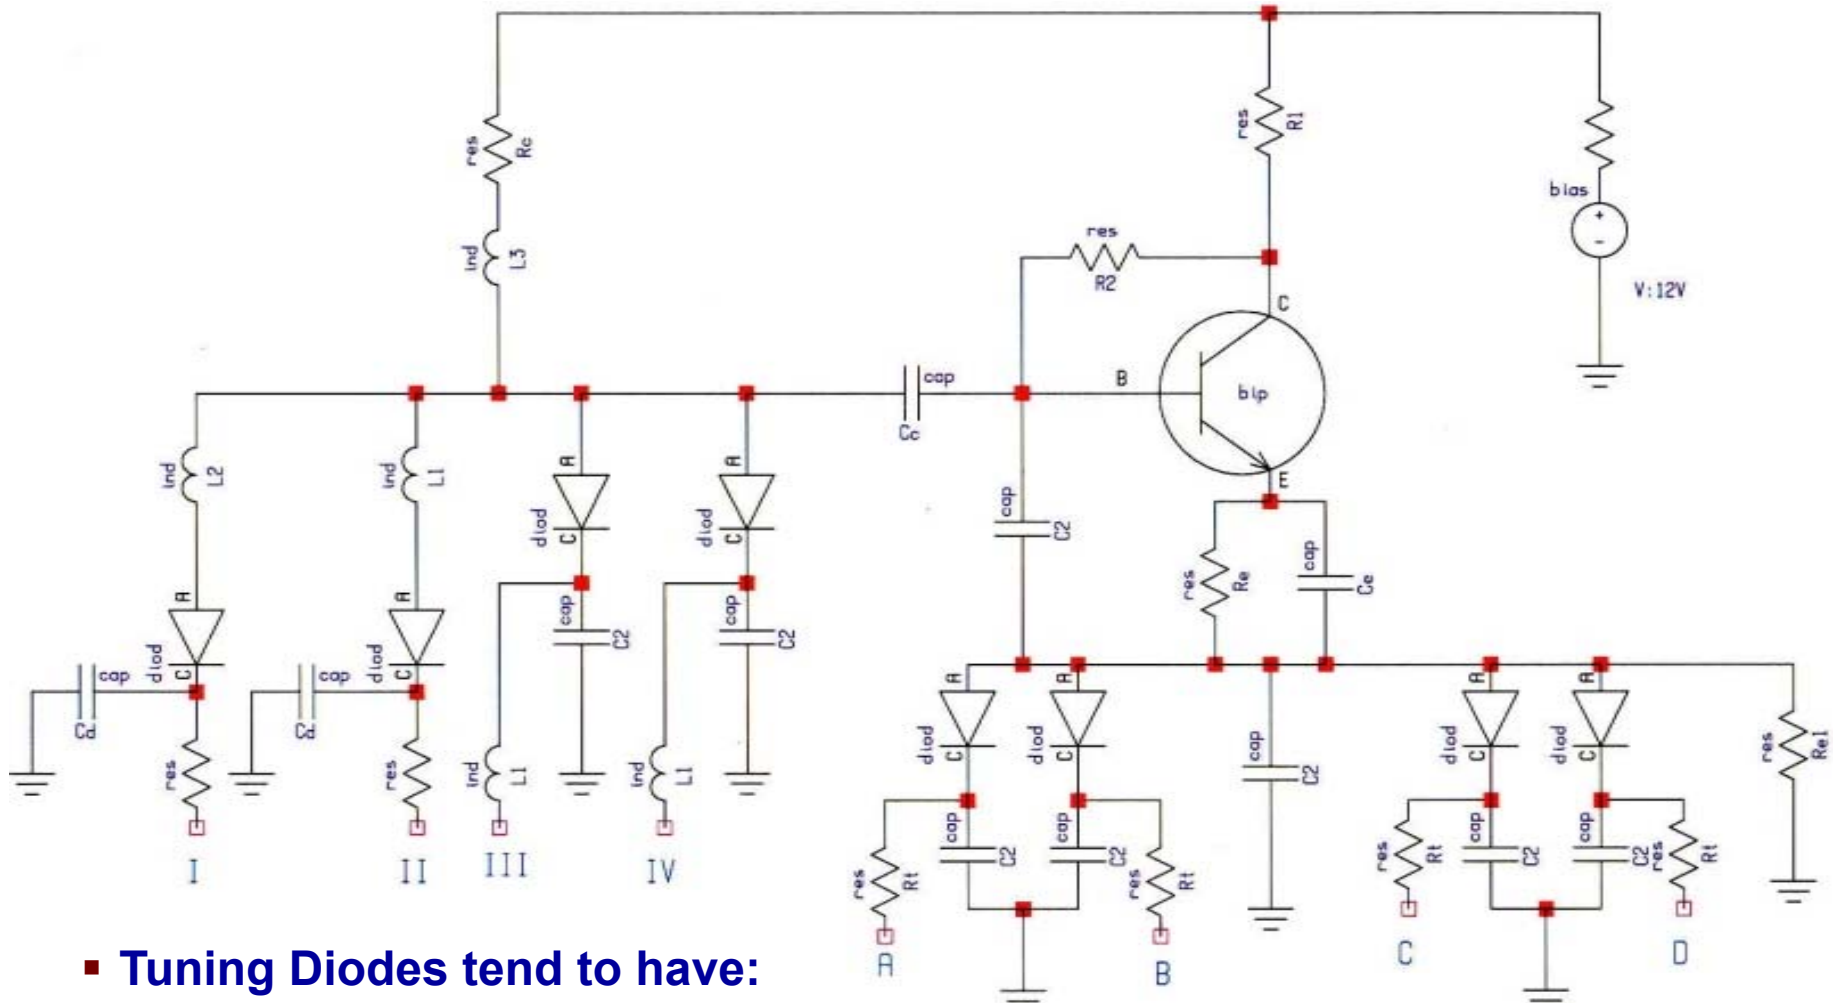 res Rc
ind L3
res R1
res R2
bias
+
-
V:12V
C
B
bip
E
cap Cc
ind L2
ind L1
A
diod
C
A
diod
C
cap Cd
cap Cd
res
res
A
diod
C
A
diod
C
cap C2
cap C2
ind L1
ind L1
I
II
III
IV
cap C2
res Re
cap Ce
A
diod
C
A
diod
C
cap C2
A
diod
C
A
diod
C
res Re1
res Rt
cap C2
cap C2
res Rt
res Rt
cap C2
cap C2
res Rt
A
B
C
D
▪ Tuning Diodes tend to have: